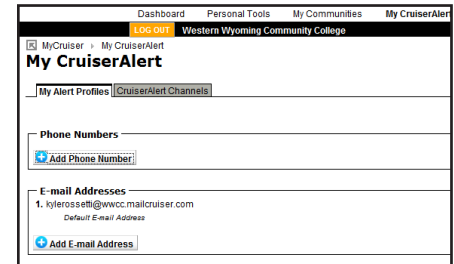 Dashboard Personal Tools My Communities My CruiserAlert
LOG OUT Western Wyoming Community College
MyCruiser My CruiserAlert
My CruiserAlert
My Alert Profiles CruiserAlert Channels
Phone Numbers
Add Phone Number
E-mail Addresses
1. kylerossetti@wwcc.mailcruiser.com
Default E-mail Address
Add E-mail Address